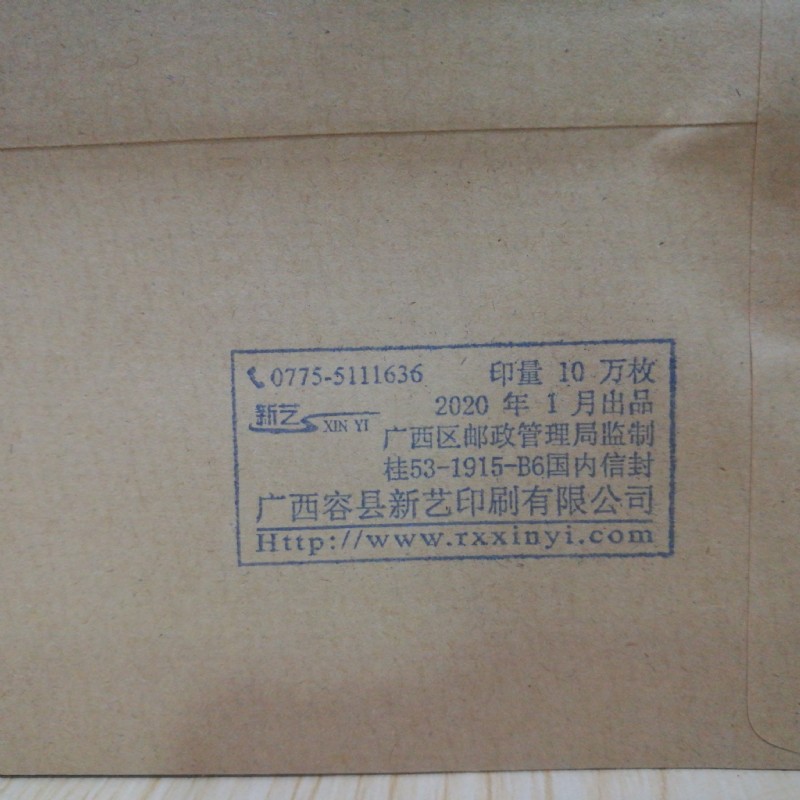 0775-5111636 印量 10 万枚
2020 年 1 月出品
新艺 XIN YI
广西区邮政管理局监制
桂53-1915-B6国内信封
广西容县新艺印刷有限公司
Http://www.rxxinyi.com